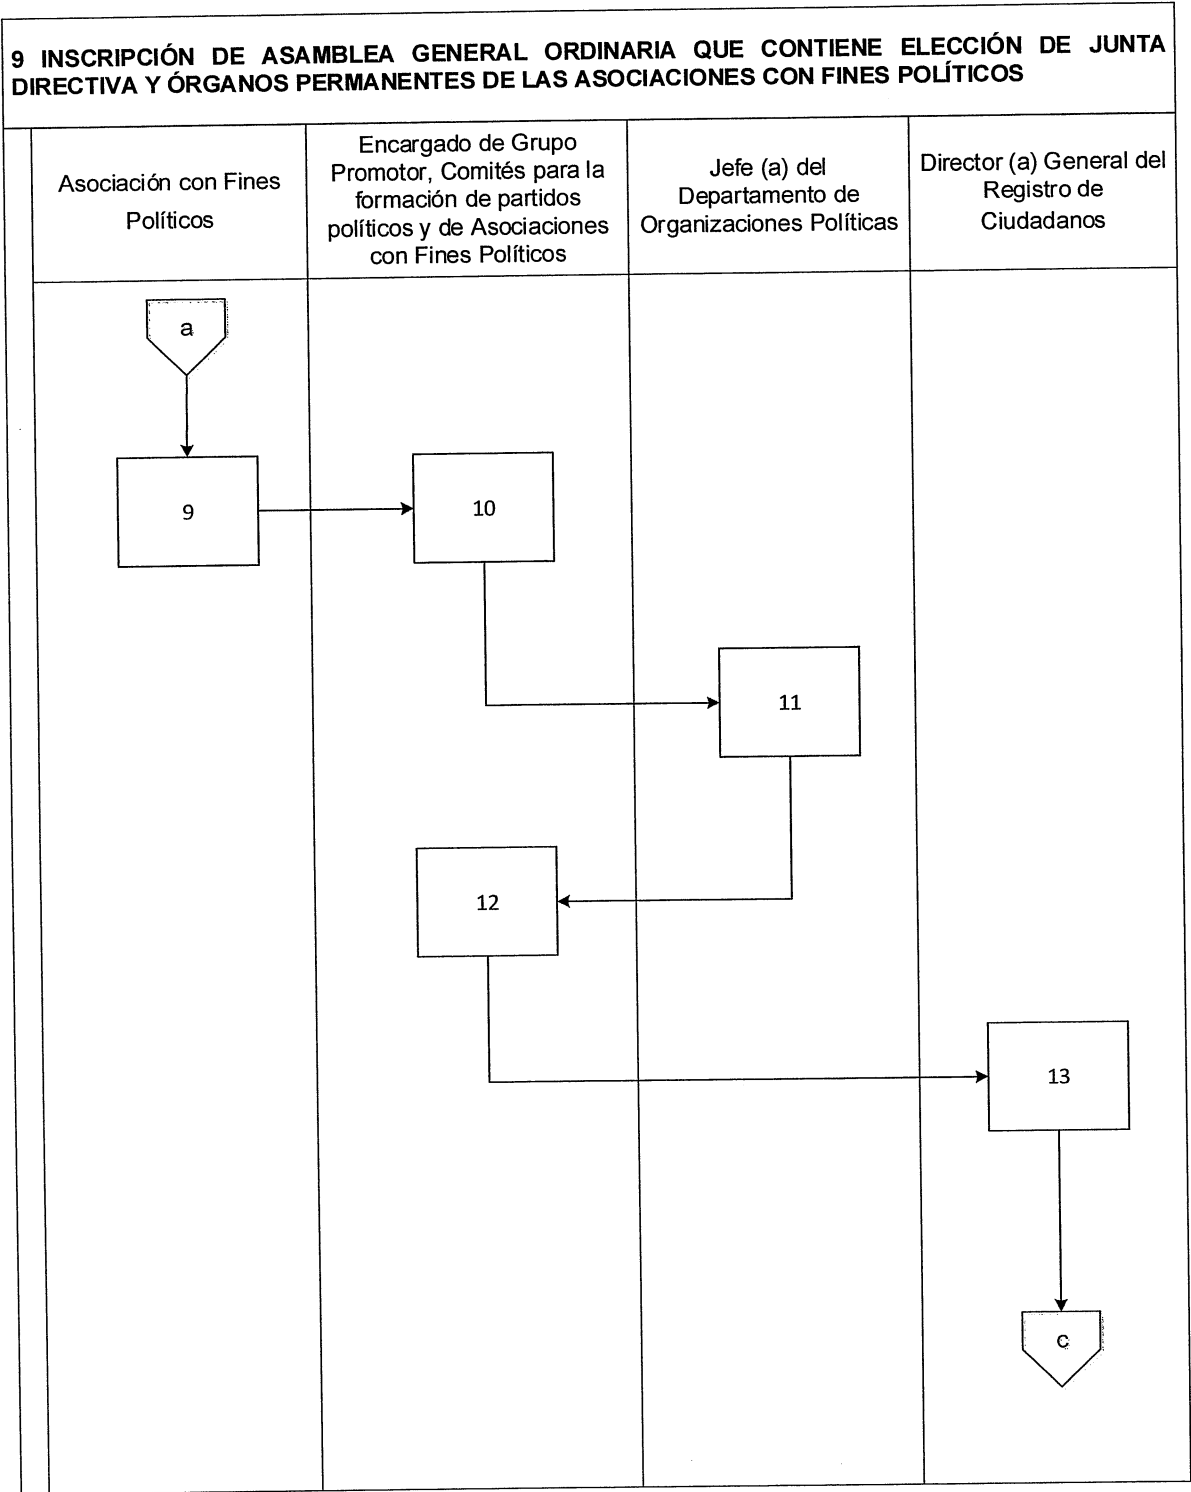 9 INSCRIPCIÓN DE ASAMBLEA GENERAL ORDINARIA QUE CONTIENE ELECCIÓN DE JUNTA
DIRECTIVA Y ÓRGANOS PERMANENTES DE LAS ASOCIACIONES CON FINES POLÍTICOS
Asociación con Fines
Políticos
Encargado de Grupo
Promotor, Comités para la
formación de partidos
políticos y de Asociaciones
con Fines Políticos
Jefe (a) del
Departamento de
Organizaciones Políticas
Director (a) General del
Registro de
Ciudadanos
a
9
10
11
12
13
c